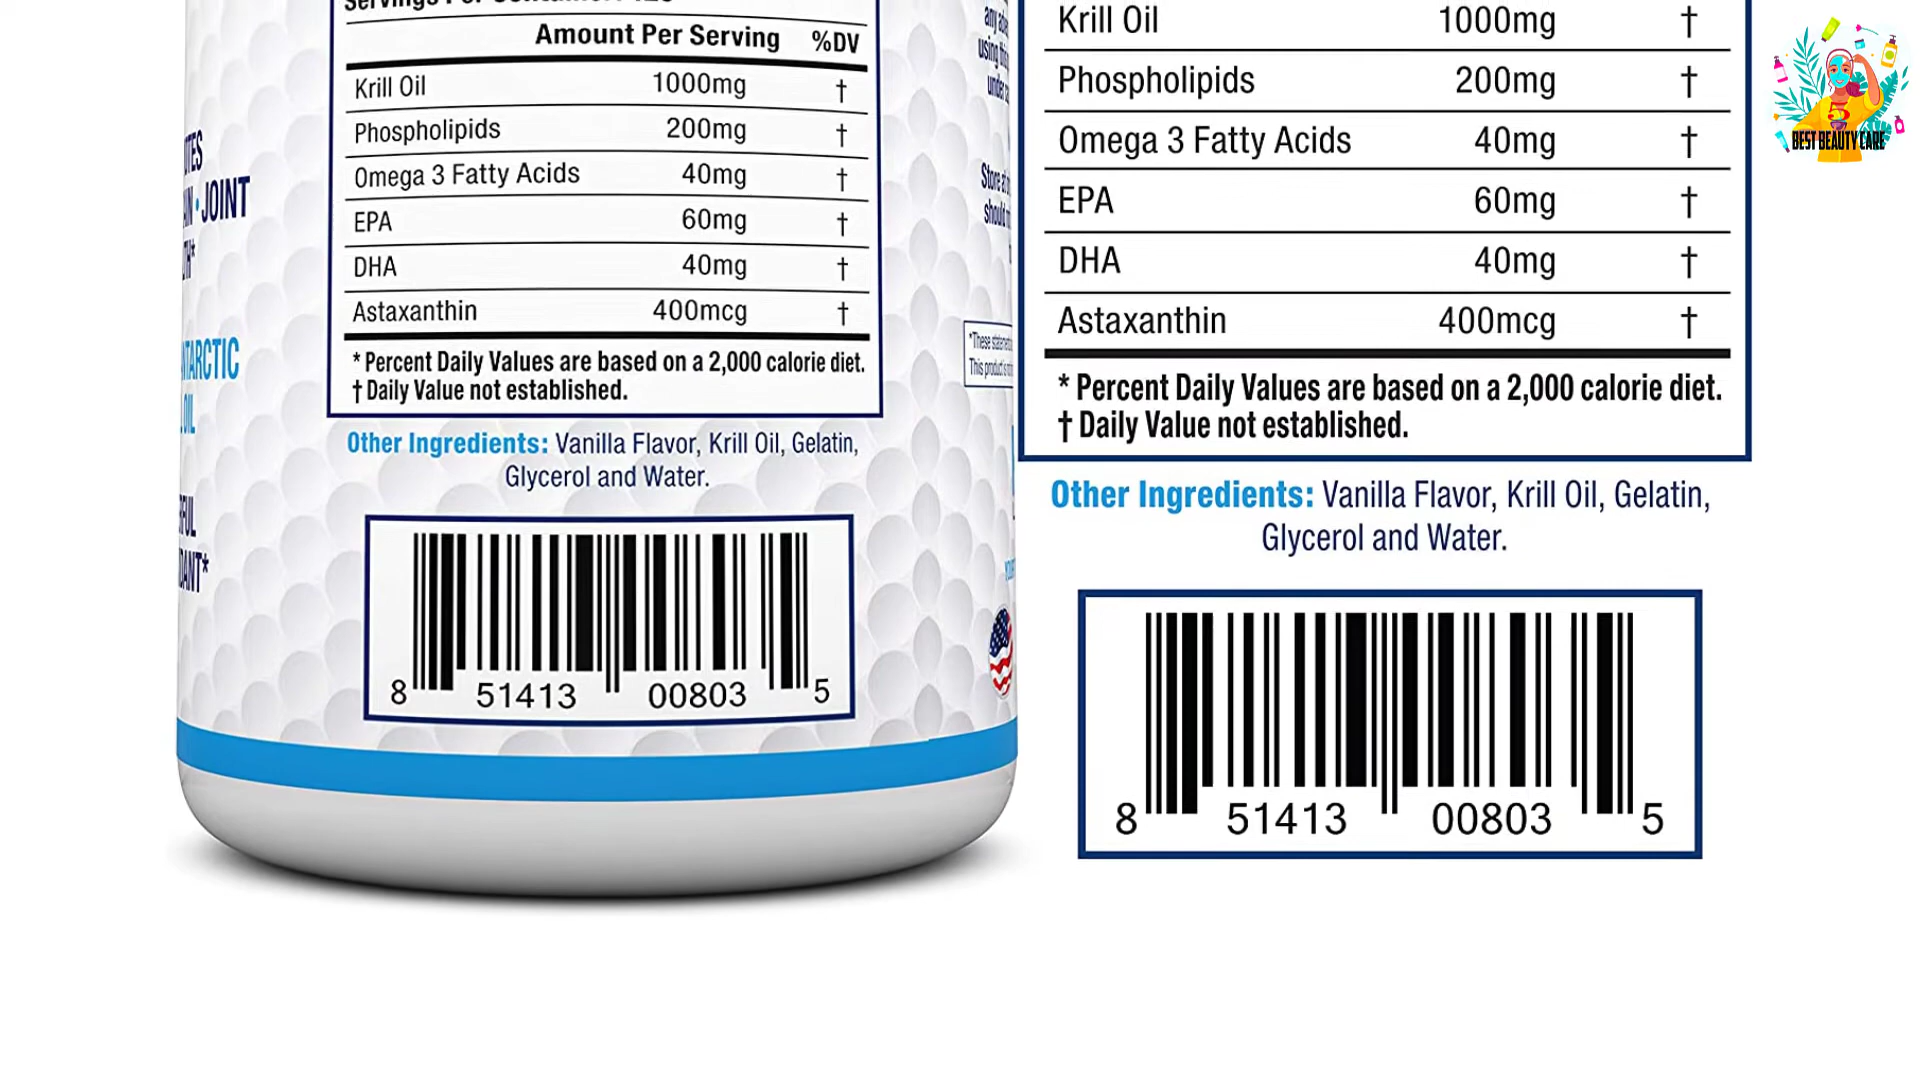 Amount Per Serving %DV
Krill Oil 1000mg †
Phospholipids 200mg †
Omega 3 Fatty Acids 40mg †
EPA 60mg †
DHA 40mg †
Astaxanthin 400mcg †
* Percent Daily Values are based on a 2,000 calorie diet.
† Daily Value not established.
Other Ingredients: Vanilla Flavor, Krill Oil, Gelatin,
Glycerol and Water.
8 51413 00803 5
JOINT
Krill Oil 1000mg †
Phospholipids 200mg †
Omega 3 Fatty Acids 40mg †
EPA 60mg †
DHA 40mg †
Astaxanthin 400mcg †
* Percent Daily Values are based on a 2,000 calorie diet.
† Daily Value not established.
Other Ingredients: Vanilla Flavor, Krill Oil, Gelatin,
Glycerol and Water.
8 51413 00803 5
BEST BEAUTY CARE